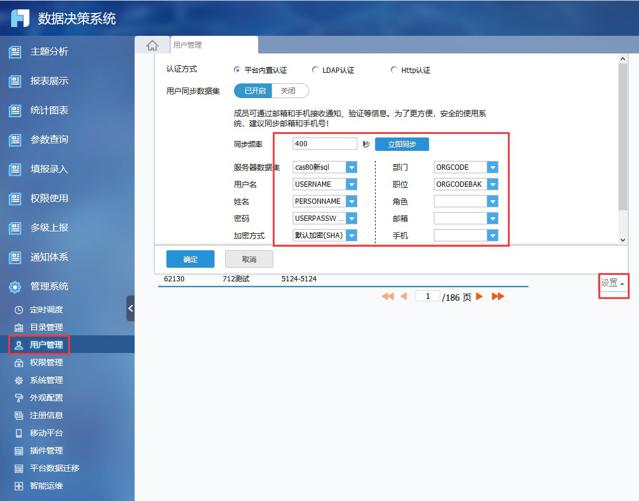 数据决策系统
主题分析
报表展示
统计图表
参数查询
填报录入
权限使用
多级上报
通知体系
管理系统
定时调度
目录管理
用户管理
权限管理
系统管理
外观配置
注册信息
移动平台
插件管理
平台数据迁移
智能运维
用户管理
认证方式 平台内置认证 LDAP认证 Http认证
用户同步数据集 已开启 关闭
成员可通过邮箱和手机接收通知、验证等信息。为了更方便，安全的使用系
统，建议同步邮箱和手机号！
同步频率 400 秒 立即同步
服务器数据集 cas80新sql 部门 ORGCODE
用户名 USERNAME 职位 ORGCODEBAK
姓名 PERSONNAME 角色
密码 USERPASSW ... 邮箱
加密方式 默认加密(SHA) 手机
确定 取消
62130 712测试 5124-5124
设置
1 /186 页